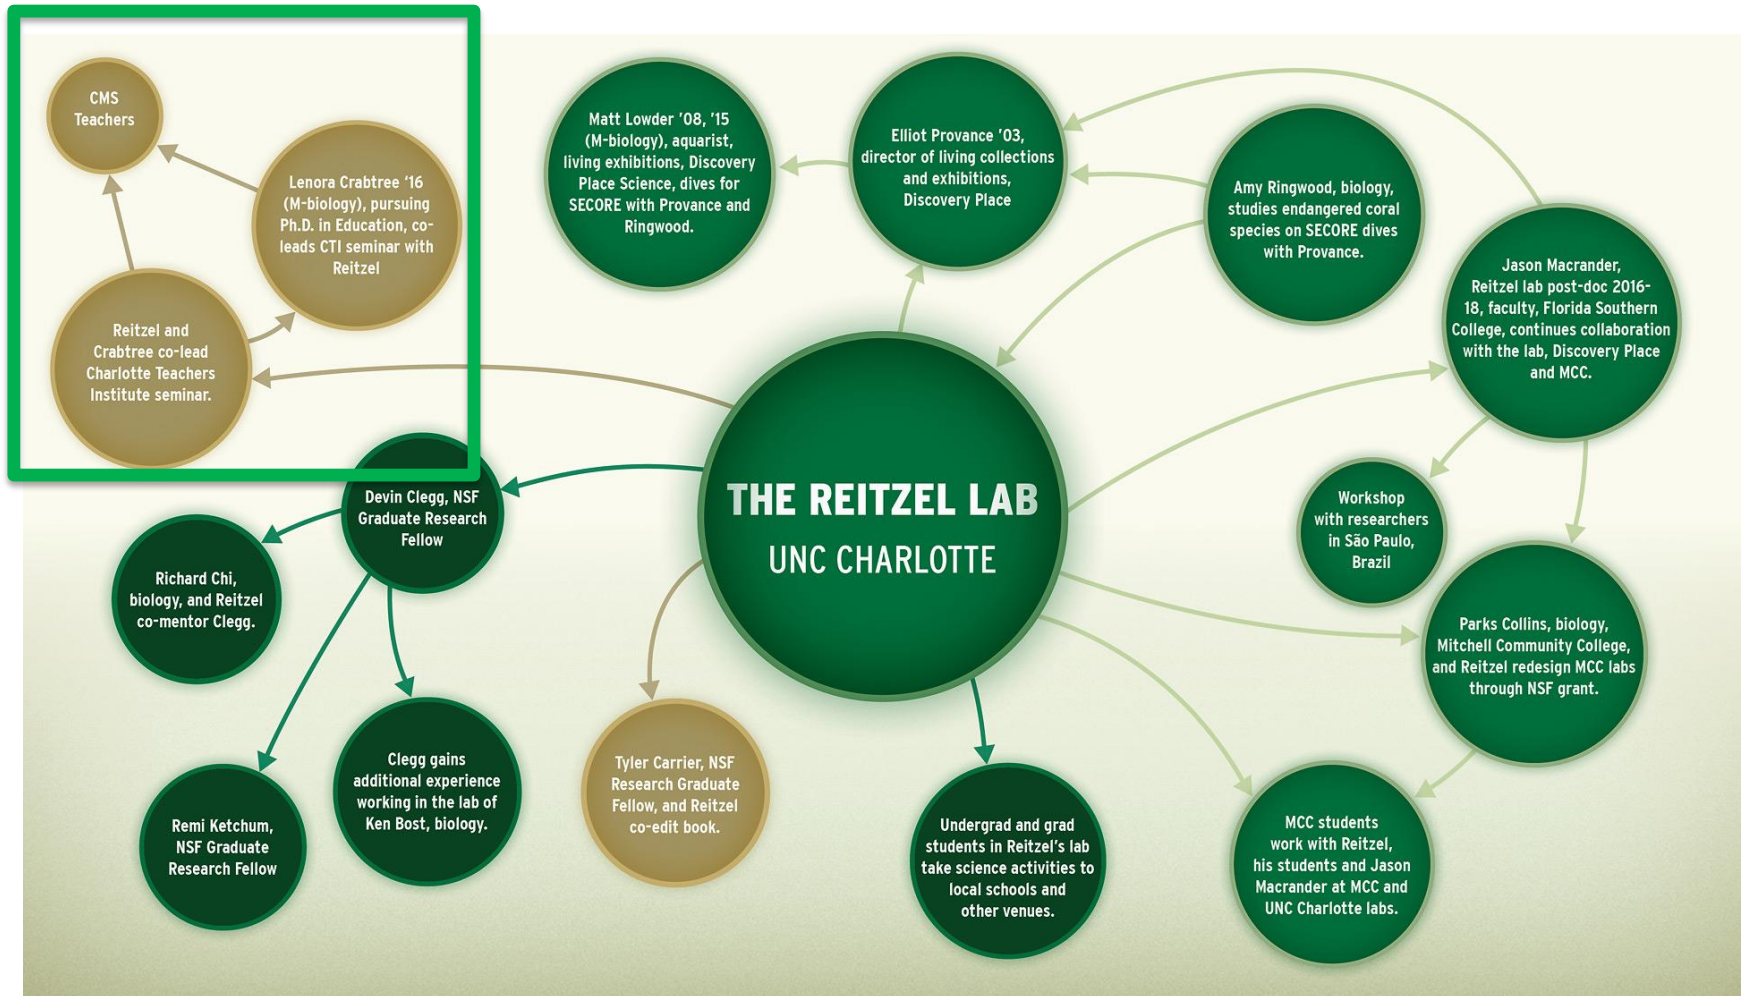 CMS
Teachers
Lenora Crabtree ‘16
(M-biology), pursuing
Ph.D. in Education, co-
leads CTI seminar with
Reitzel
Reitzel and
Crabtree co-lead
Charlotte Teachers
Institute seminar.
Matt Lowder ’08, ’15
(M-biology), aquarist,
living exhibitions, Discovery
Place Science, dives for
SECORE with Provance and
Ringwood.
Elliot Provance ’03,
director of living collections
and exhibitions,
Discovery Place
Amy Ringwood, biology,
studies endangered coral
species on SECORE dives
with Provance.
Jason Macrander,
Reitzel lab post-doc 2016-
18, faculty, Florida Southern
College, continues collaboration
with the lab, Discovery Place
and MCC.
THE REITZEL LAB
UNC CHARLOTTE
Devin Clegg, NSF
Graduate Research
Fellow
Richard Chi,
biology, and Reitzel
co-mentor Clegg.
Workshop
with researchers
in São Paulo,
Brazil
Parks Collins, biology,
Mitchell Community College,
and Reitzel redesign MCC labs
through NSF grant.
Remi Ketchum,
NSF Graduate
Research Fellow
Clegg gains
additional experience
working in the lab of
Ken Bost, biology.
Tyler Carrier, NSF
Research Graduate
Fellow, and Reitzel
co-edit book.
Undergrad and grad
students in Reitzel’s lab
take science activities to
local schools and
other venues.
MCC students
work with Reitzel,
his students and Jason
Macrander at MCC and
UNC Charlotte labs.